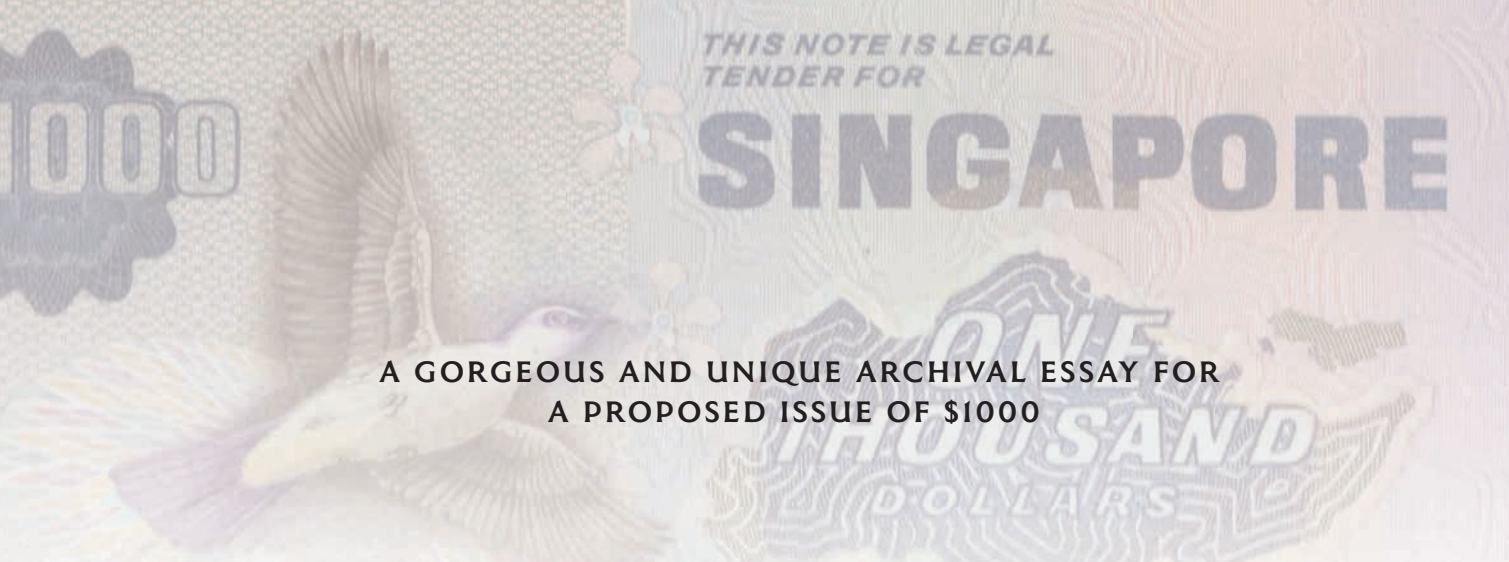 1000
THIS NOTE IS LEGAL
TENDER FOR
SINGAPORE
ONE
THOUSAND
DOLLARS
A GORGEOUS AND UNIQUE ARCHIVAL ESSAY FOR
A PROPOSED ISSUE OF $1000